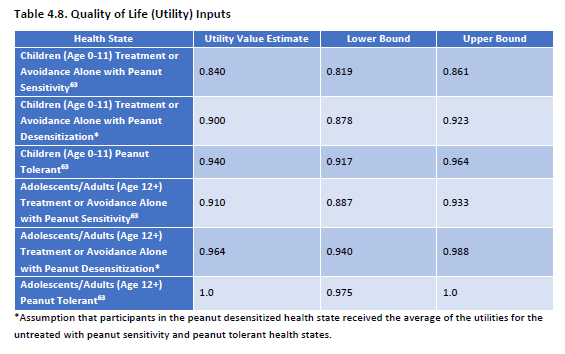 Table 4.8. Quality of Life (Utility) Inputs
Health State Utility Value Estimate Lower Bound Upper Bound
Children (Age 0-11) Treatment or
Avoidance Alone with Peanut
Sensitivity63
0.840 0.819 0.861
Children (Age 0-11) Treatment or
Avoidance Alone with Peanut
Desensitization*
0.900 0.878 0.923
Children (Age 0-11) Peanut
Tolerant63
0.940 0.917 0.964
Adolescents/Adults (Age 12+)
Treatment or Avoidance Alone
with Peanut Sensitivity63
0.910 0.887 0.933
Adolescents/Adults (Age 12+)
Treatment or Avoidance Alone
with Peanut Desensitization*
0.964 0.940 0.988
Adolescents/Adults (Age 12+)
Peanut Tolerant63
1.0 0.975 1.0
*Assumption that participants in the peanut desensitized health state received the average of the utilities for the
untreated with peanut sensitivity and peanut tolerant health states.